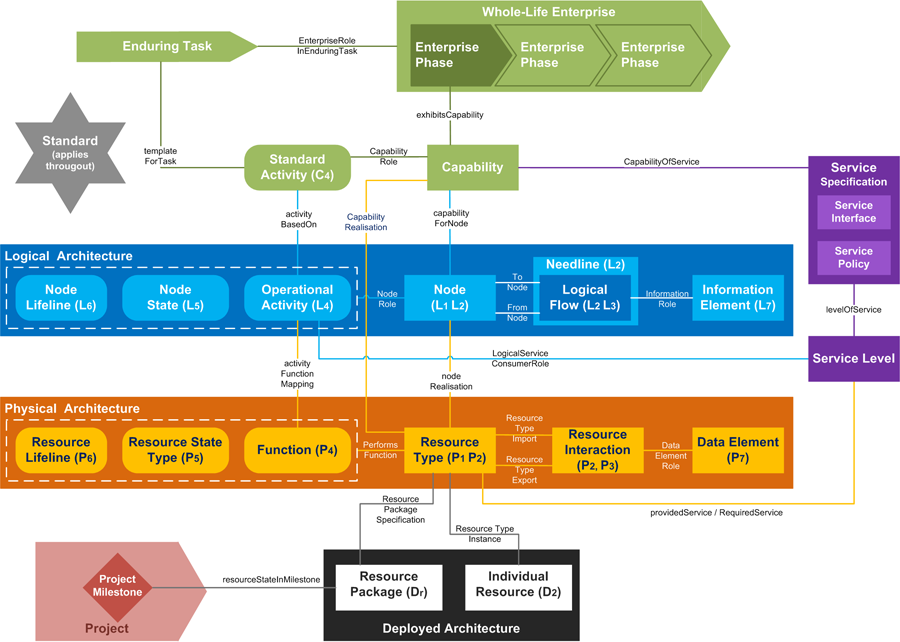 Whole-Life Enterprise
Enduring Task
EnterpriseRole
InEnduringTask
Enterprise
Phase
Enterprise
Phase
Enterprise
Phase
exhibitsCapability
Standard
(applies
througout)
template
ForTask
Standard
Activity (C4)
Capability
Role
Capability
CapabilityOfService
Service
Specification
Service
Interface
Service
Policy
activity
BasedOn
Capability
Realisation
capability
ForNode
Logical Architecture
Node
Lifeline (L6)
Node
State (L5)
Operational
Activity (L4)
Node
Role
Node
(L1 L2)
To
Node
From
Node
Needline (L2)
Logical
Flow (L2 L3)
Information
Role
Information
Element (L7)
levelOfService
LogicalService
ConsumerRole
Service Level
activity
Function
Mapping
node
Realisation
Physical Architecture
Resource
Lifeline (P6)
Resource State
Type (P5)
Function (P4)
Performs
Function
Resource
Type (P1 P2)
Resource
Type
Import
Resource
Type
Export
Resource
Interaction
(P2, P3)
Data
Element
Role
Data Element
(P7)
Resource
Package
Specification
providedService / RequiredService
Resource Type
Instance
Project
Milestone
resourceStateInMilestone
Resource
Package (Dr)
Individual
Resource (D2)
Project
Deployed Architecture